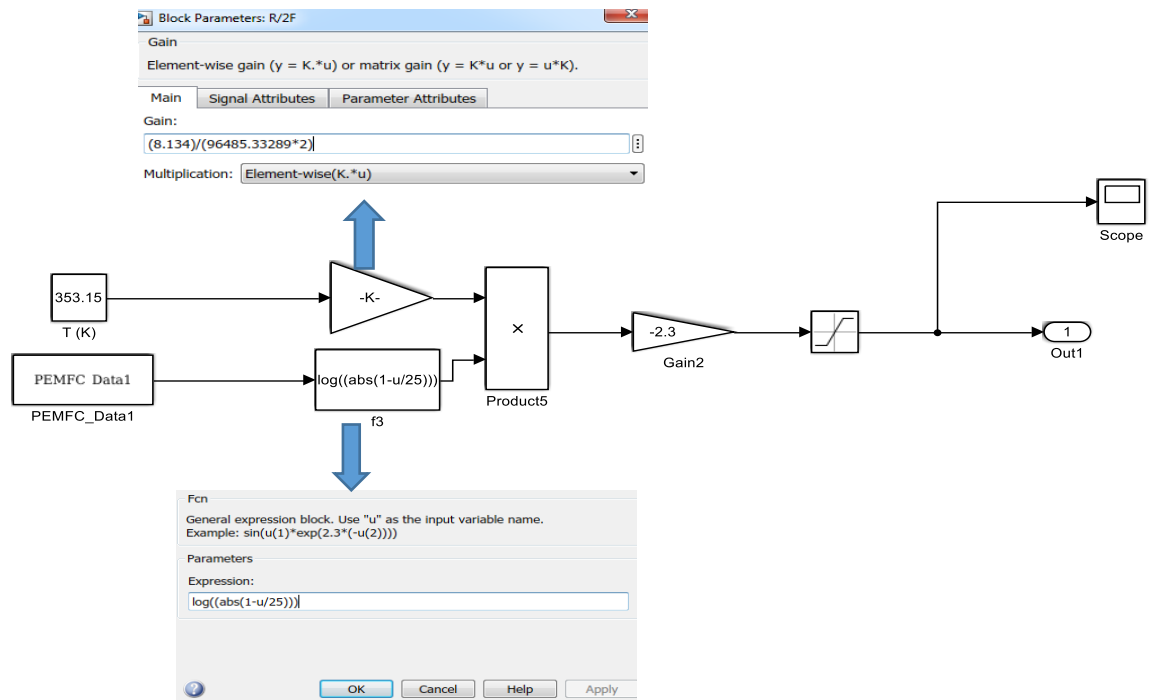 Block Parameters: R/2F
Gain
Element-wise gain (y = K.*u) or matrix gain (y = K*u or y = u*K).
Main Signal Attributes Parameter Attributes
Gain:
(8.134)/(96485.33289*2)
Multiplication: Element-wise(K.*u)
Scope
353.15
T (K)
-K-
X
-2.3
Gain2
1
Out1
PEMFC Data1
PEMFC_Data1
log((abs(1-u/25)))
f3
Product5
Fcn
General expression block. Use "u" as the input variable name.
Example: sin(u(1)*exp(2.3*(-u(2))))
Parameters
Expression:
log((abs(1-u/25)))
? OK Cancel Help Apply